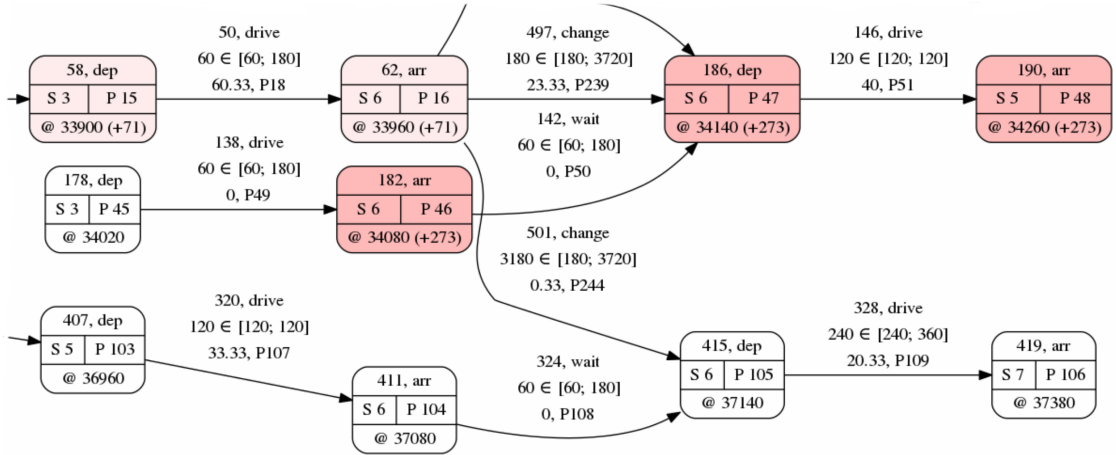 50, drive
60 ∈ [60; 180]
60.33, P18
497, change
180 ∈ [180; 3720]
23.33, P239
146, drive
120 ∈ [120; 120]
40, P51
58, dep
S 3 P 15
@ 33900 (+71)
62, arr
S 6 P 16
@ 33960 (+71)
186, dep
S 6 P 47
@ 34140 (+273)
190, arr
S 5 P 48
@ 34260 (+273)
138, drive
60 ∈ [60; 180]
0, P49
142, wait
60 ∈ [60; 180]
0, P50
178, dep
S 3 P 45
@ 34020
182, arr
S 6 P 46
@ 34080 (+273)
501, change
3180 ∈ [180; 3720]
0.33, P244
320, drive
120 ∈ [120; 120]
33.33, P107
328, drive
240 ∈ [240; 360]
20.33, P109
407, dep
S 5 P 103
@ 36960
324, wait
60 ∈ [60; 180]
0, P108
411, arr
S 6 P 104
@ 37080
415, dep
S 6 P 105
@ 37140
419, arr
S 7 P 106
@ 37380